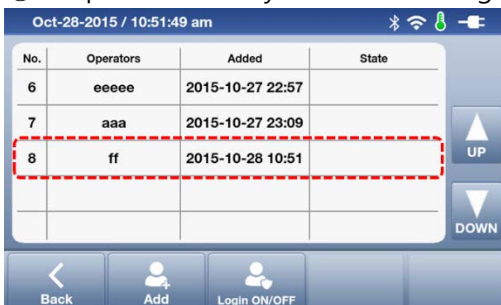 Oct-28-2015 / 10:51:49 am
No. Operators Added State
6 eeeee 2015-10-27 22:57
7 aaa 2015-10-27 23:09
8 ff 2015-10-28 10:51
UP
DOWN
Back Add Login ON/OFF